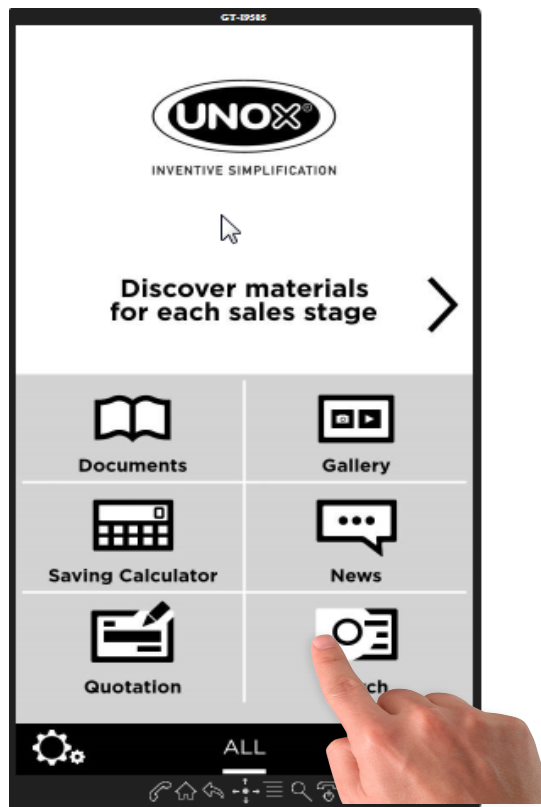 GT-I9505
UNOX®
INVENTIVE SIMPLIFICATION
Discover materials
for each sales stage
Documents
Gallery
Saving Calculator
News
Quotation
ALL